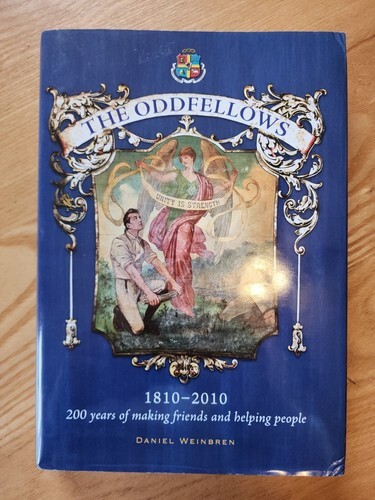 THE ODDFELLOWS
UNITY IS STRENGTH
1810–2010
200 years of making friends and helping people
DANIEL WEINBREN